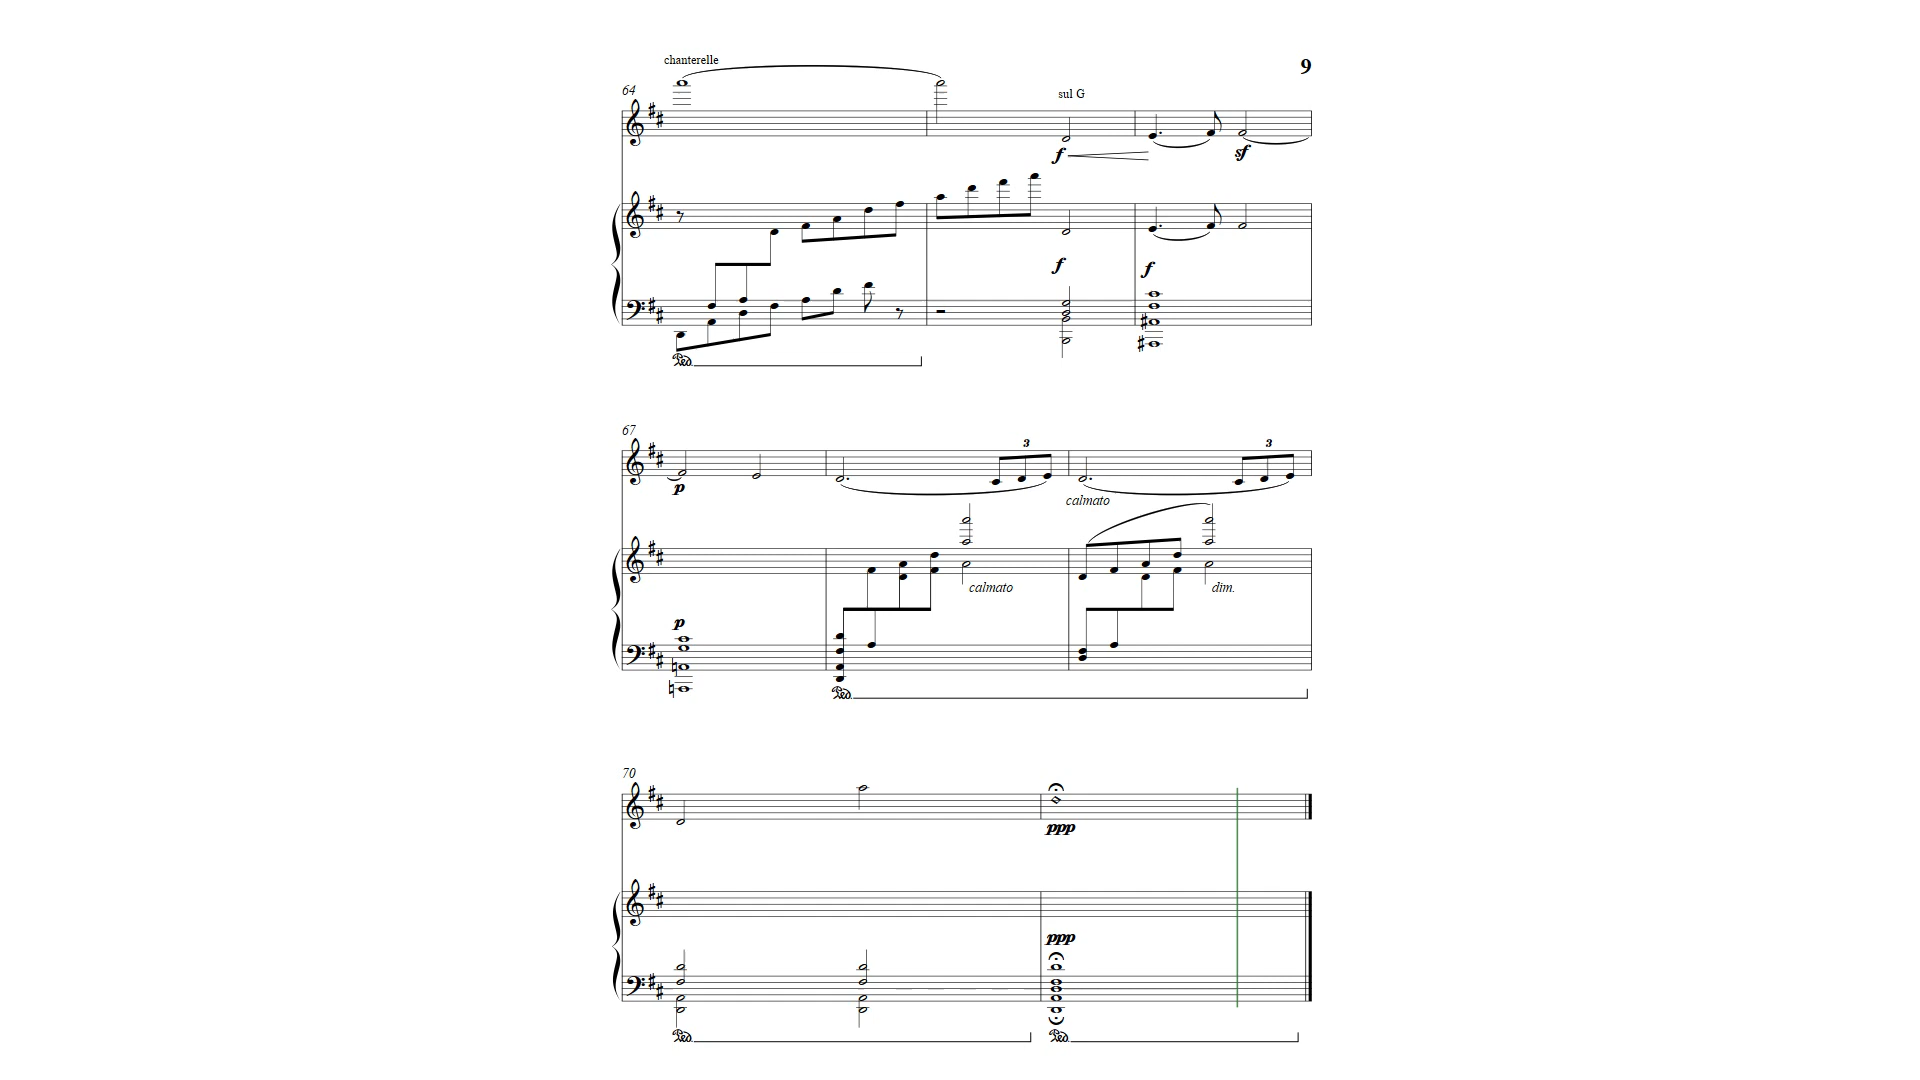 chanterelle
9
64
sul G
f
sf
f
f
67
3
3
p
calmato
calmato
dim.
p
70
ppp
ppp